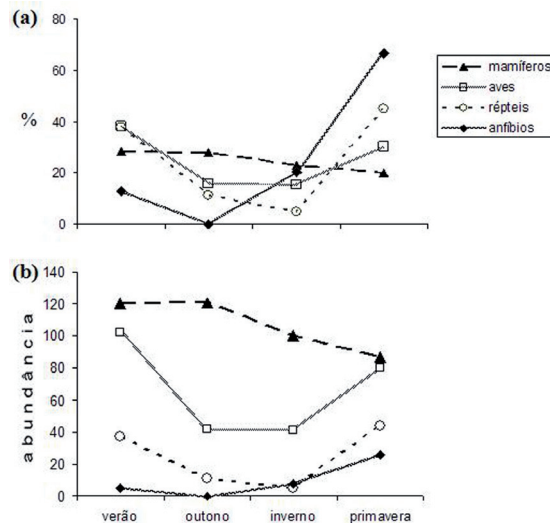 (a)
80
60
%
40
20
0
mamíferos
aves
répteis
anfíbios
(b)
140
120
100
80
60
40
20
0
abundância
verão outono inverno primavera